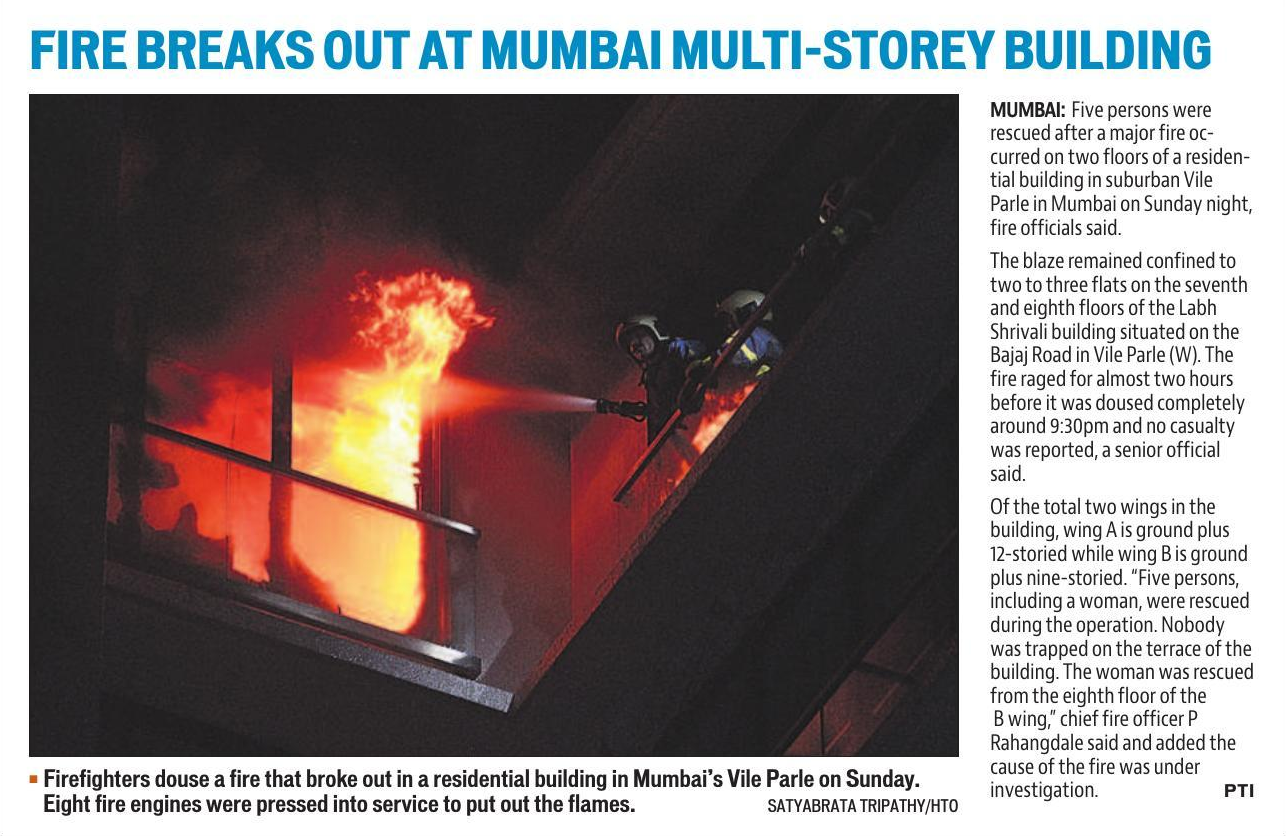 FIRE BREAKS OUT AT MUMBAI MULTI-STOREY BUILDING
MUMBAI: Five persons were
rescued after a major fire oc-
curred on two floors of a residen-
tial building in suburban Vile
Parle in Mumbai on Sunday night,
fire officials said.
The blaze remained confined to
two to three flats on the seventh
and eighth floors of the Labh
Shrivali building situated on the
Bajaj Road in Vile Parle (W). The
fire raged for almost two hours
before it was doused completely
around 9:30pm and no casualty
was reported, a senior official
said.
Of the total two wings in the
building, wing A is ground plus
12-storied while wing B is ground
plus nine-storied. “Five persons,
including a woman, were rescued
during the operation. Nobody
was trapped on the terrace of the
building. The woman was rescued
from the eighth floor of the
B wing,” chief fire officer P
Rahangdale said and added the
cause of the fire was under
investigation. PTI
Firefighters douse a fire that broke out in a residential building in Mumbai’s Vile Parle on Sunday.
Eight fire engines were pressed into service to put out the flames. SATYABRATA TRIPATHY/HTO